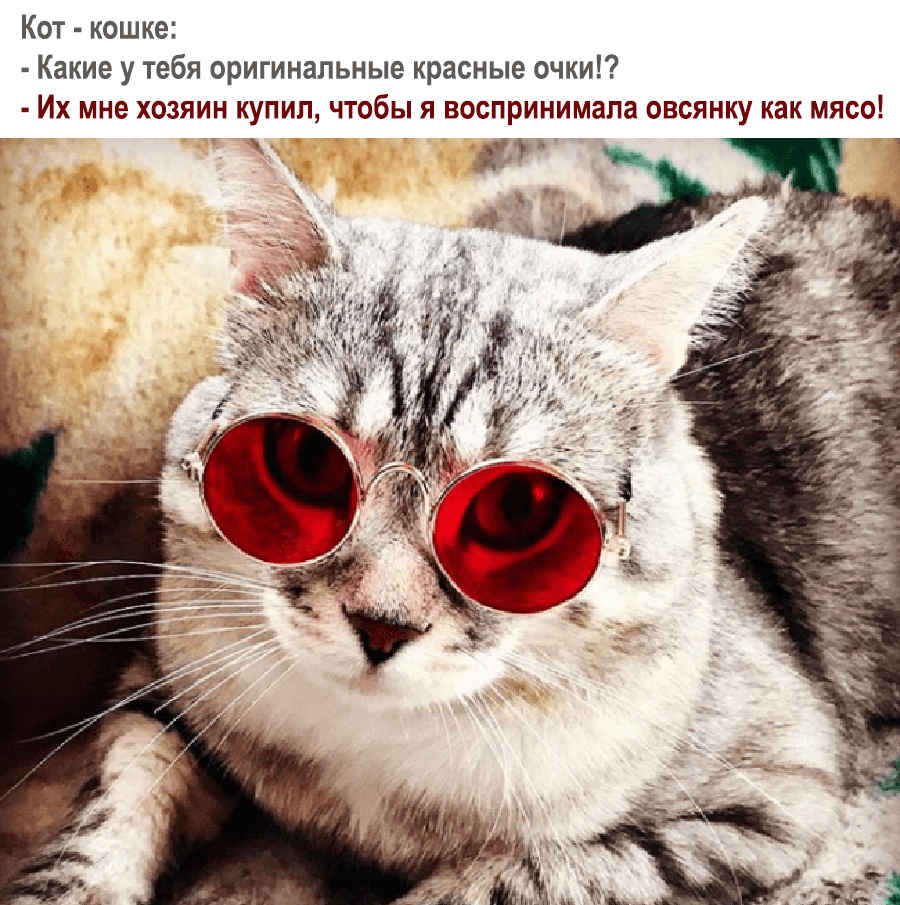 Кот - кошке:
- Какие у тебя оригинальные красные очки!?
- Их мне хозяин купил, чтобы я воспринимала овсянку как мясо!